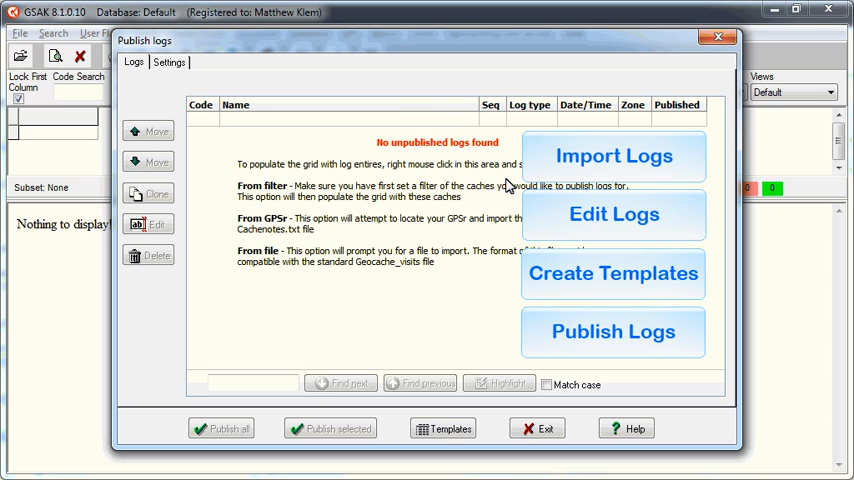 GSAK 8.1.0.10 Database: Default (Registered to: Matthew Klem)
File Search User Fl
Publish logs
Logs Settings
Lock First Column
Code Search
Views
Default
Code Name Seq Log type Date/Time Zone Published
No unpublished logs found
To populate the grid with log entires, right mouse click in this area and s
From filter - Make sure you have first set a filter of the caches you would like to publish logs for.
This option will then populate the grid with these caches
From GPSr - This option will attempt to locate your GPSr and import th
Cachenotes.txt file
From file - This option will prompt you for a file to import. The format of
compatible with the standard Geocache_visits file
Move
Move
Clone
Edit
Delete
Import Logs
Edit Logs
Create Templates
Publish Logs
Subset: None
0 0
Nothing to display
Find next Find previous Highlight Match case
Publish all Publish selected Templates Exit Help